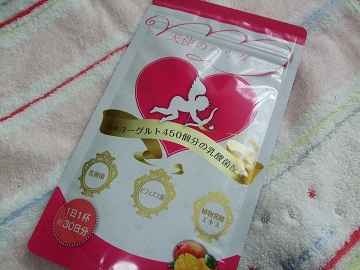 天使の
ヨーグルト450個分の乳酸菌配合
乳酸菌
ビフィズス菌
植物発酵
エキス
1日1杯
約30日分